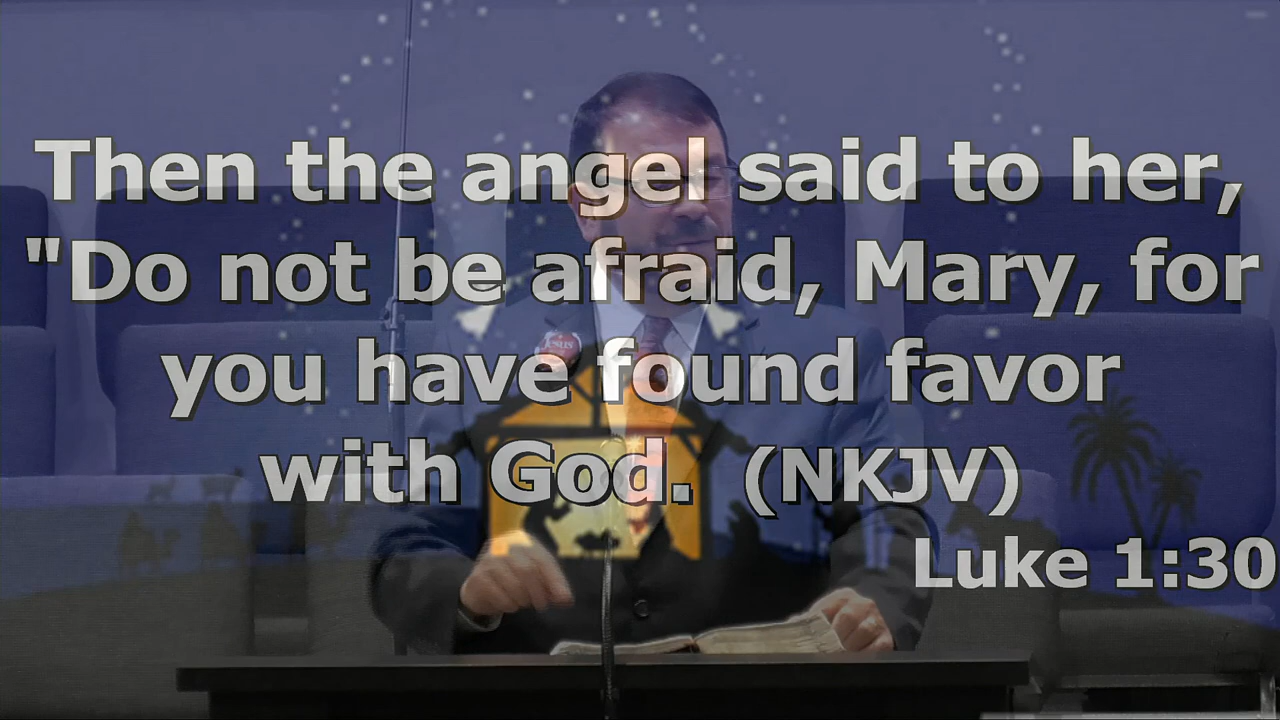 Then the angel said to her,
"Do not be afraid, Mary, for
you have found favor
with God.  (NKJV)
Luke 1:30
Jesus